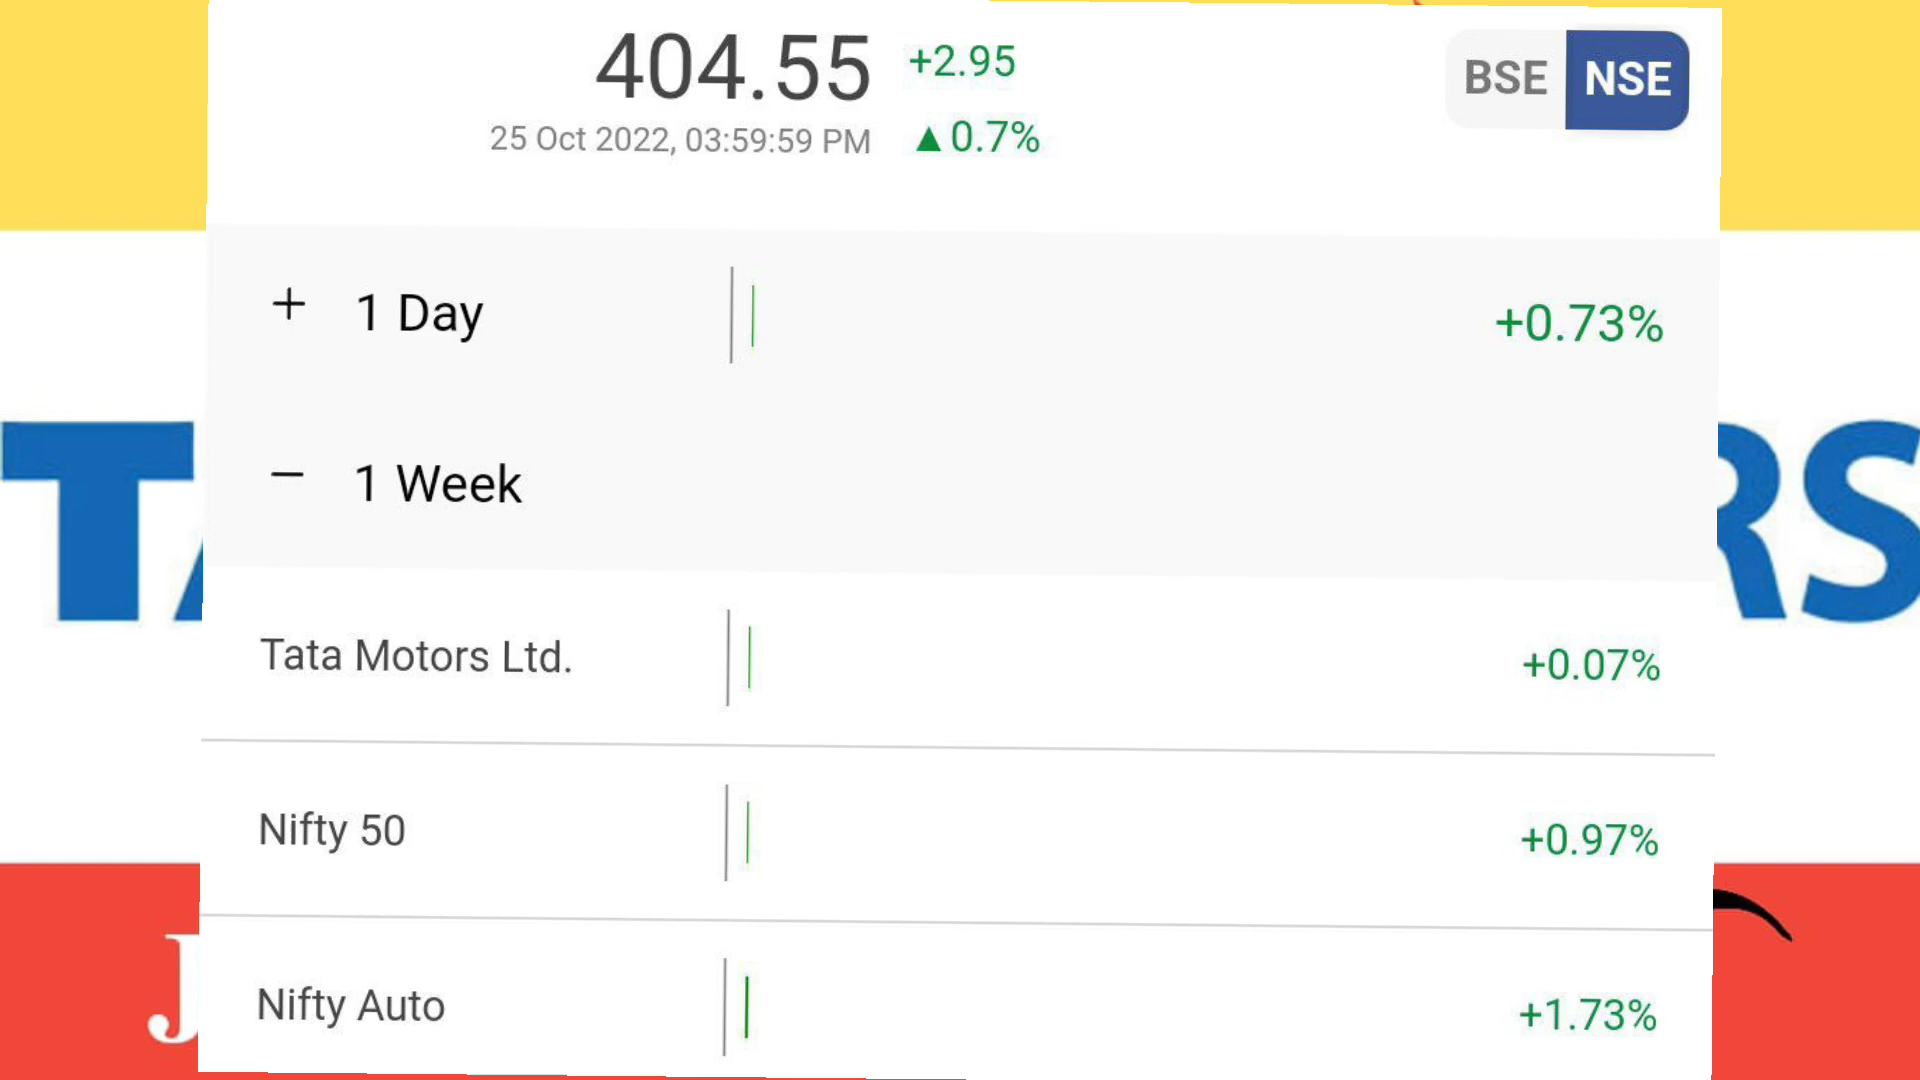 404.55 +2.95
25 Oct 2022, 03:59:59 PM ▲0.7%
BSE NSE
+ 1 Day +0.73%
− 1 Week
Tata Motors Ltd. +0.07%
Nifty 50 +0.97%
Nifty Auto +1.73%
T
RS
J